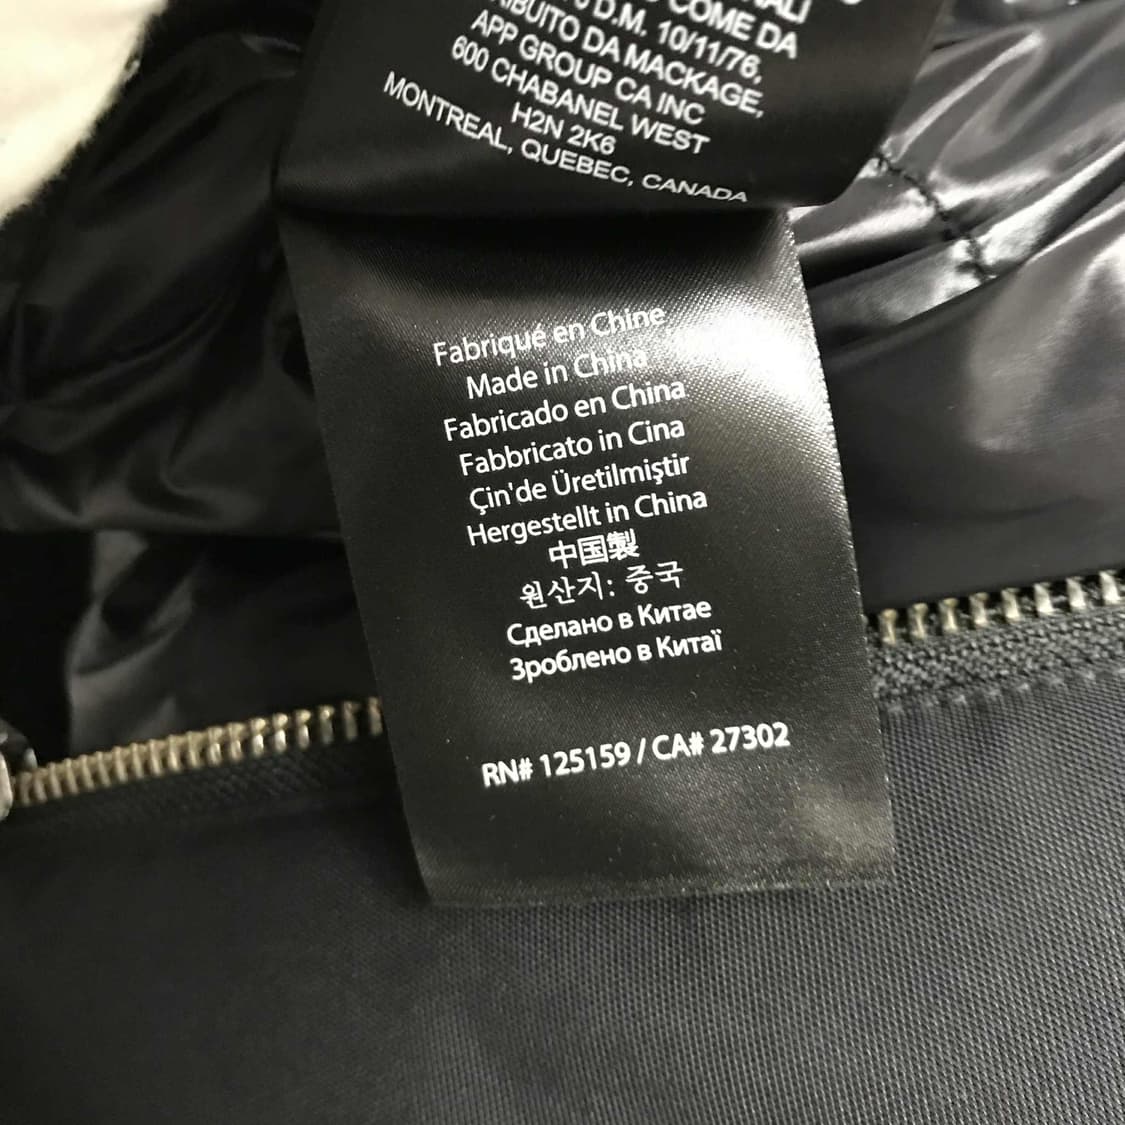 COME DA
D.M. 10/11/76,
DA MACKAGE,
APP GROUP CA INC
600 CHABANEL WEST
H2N 2K6
MONTREAL, QUEBEC, CANADA
Fabriqué en Chine
Made in China
Fabricado en China
Fabbricato in Cina
Çin'de Üretilmiştir
Hergestellt in China
中国製
원산지: 중국
Сделано в Китае
Зроблено в Китаї
RN# 125159 / CA# 27302